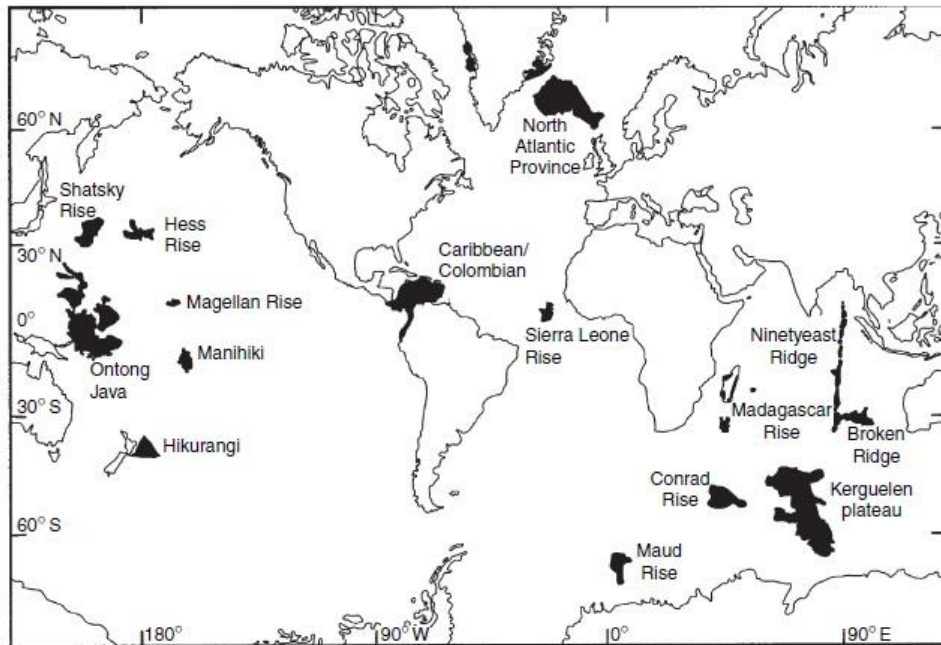 60° N
North
Atlantic
Province
Shatsky
Rise
Hess
Rise
30° N
Caribbean/
Colombian
Magellan Rise
0°
Sierra Leone
Rise
Ninetyeast
Ridge
Manihiki
Ontong
Java
30° S
Madagascar
Rise
Broken
Ridge
Hikurangi
Conrad
Rise
Kerguelen
plateau
60° S
Maud
Rise
180°
90° W
0°
90° E